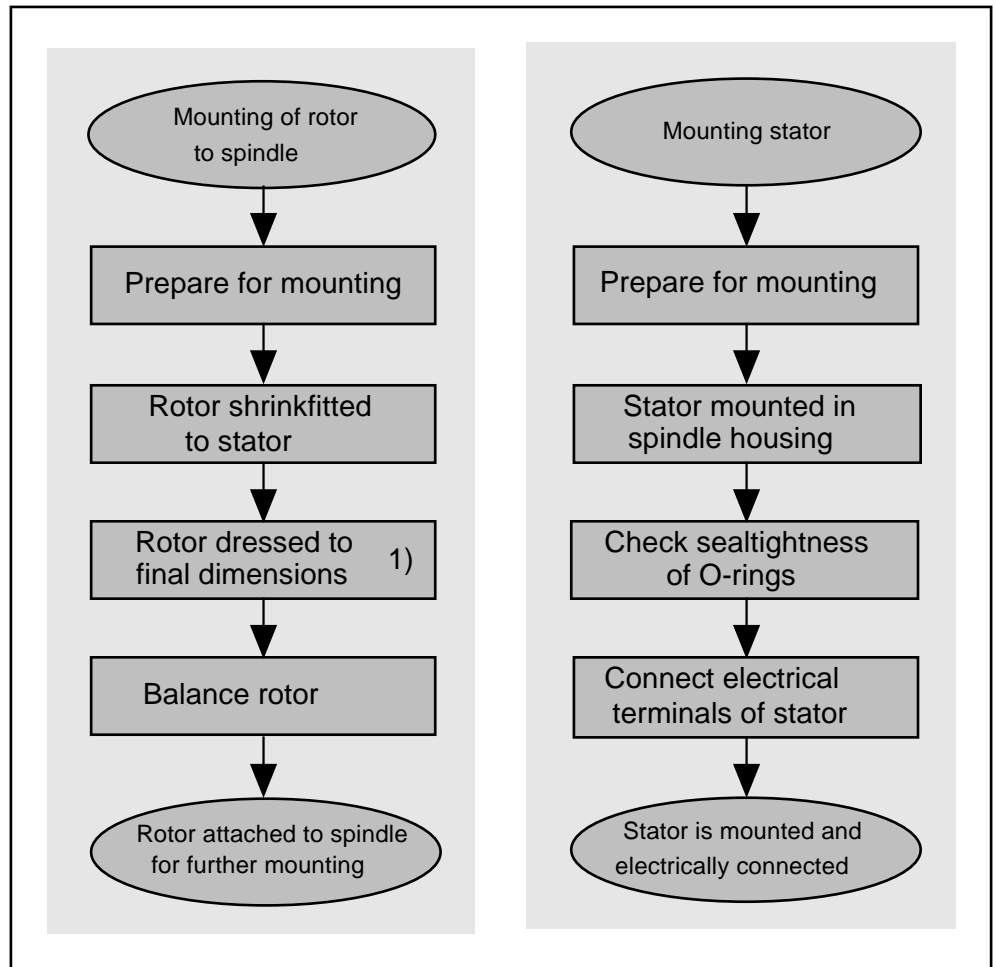 Mounting of rotor
to spindle
Prepare for mounting
Rotor shrinkfitted
to stator
Rotor dressed to
final dimensions 1)
Balance rotor
Rotor attached to spindle
for further mounting
Mounting stator
Prepare for mounting
Stator mounted in
spindle housing
Check sealtightness
of O-rings
Connect electrical
terminals of stator
Stator is mounted and
electrically connected